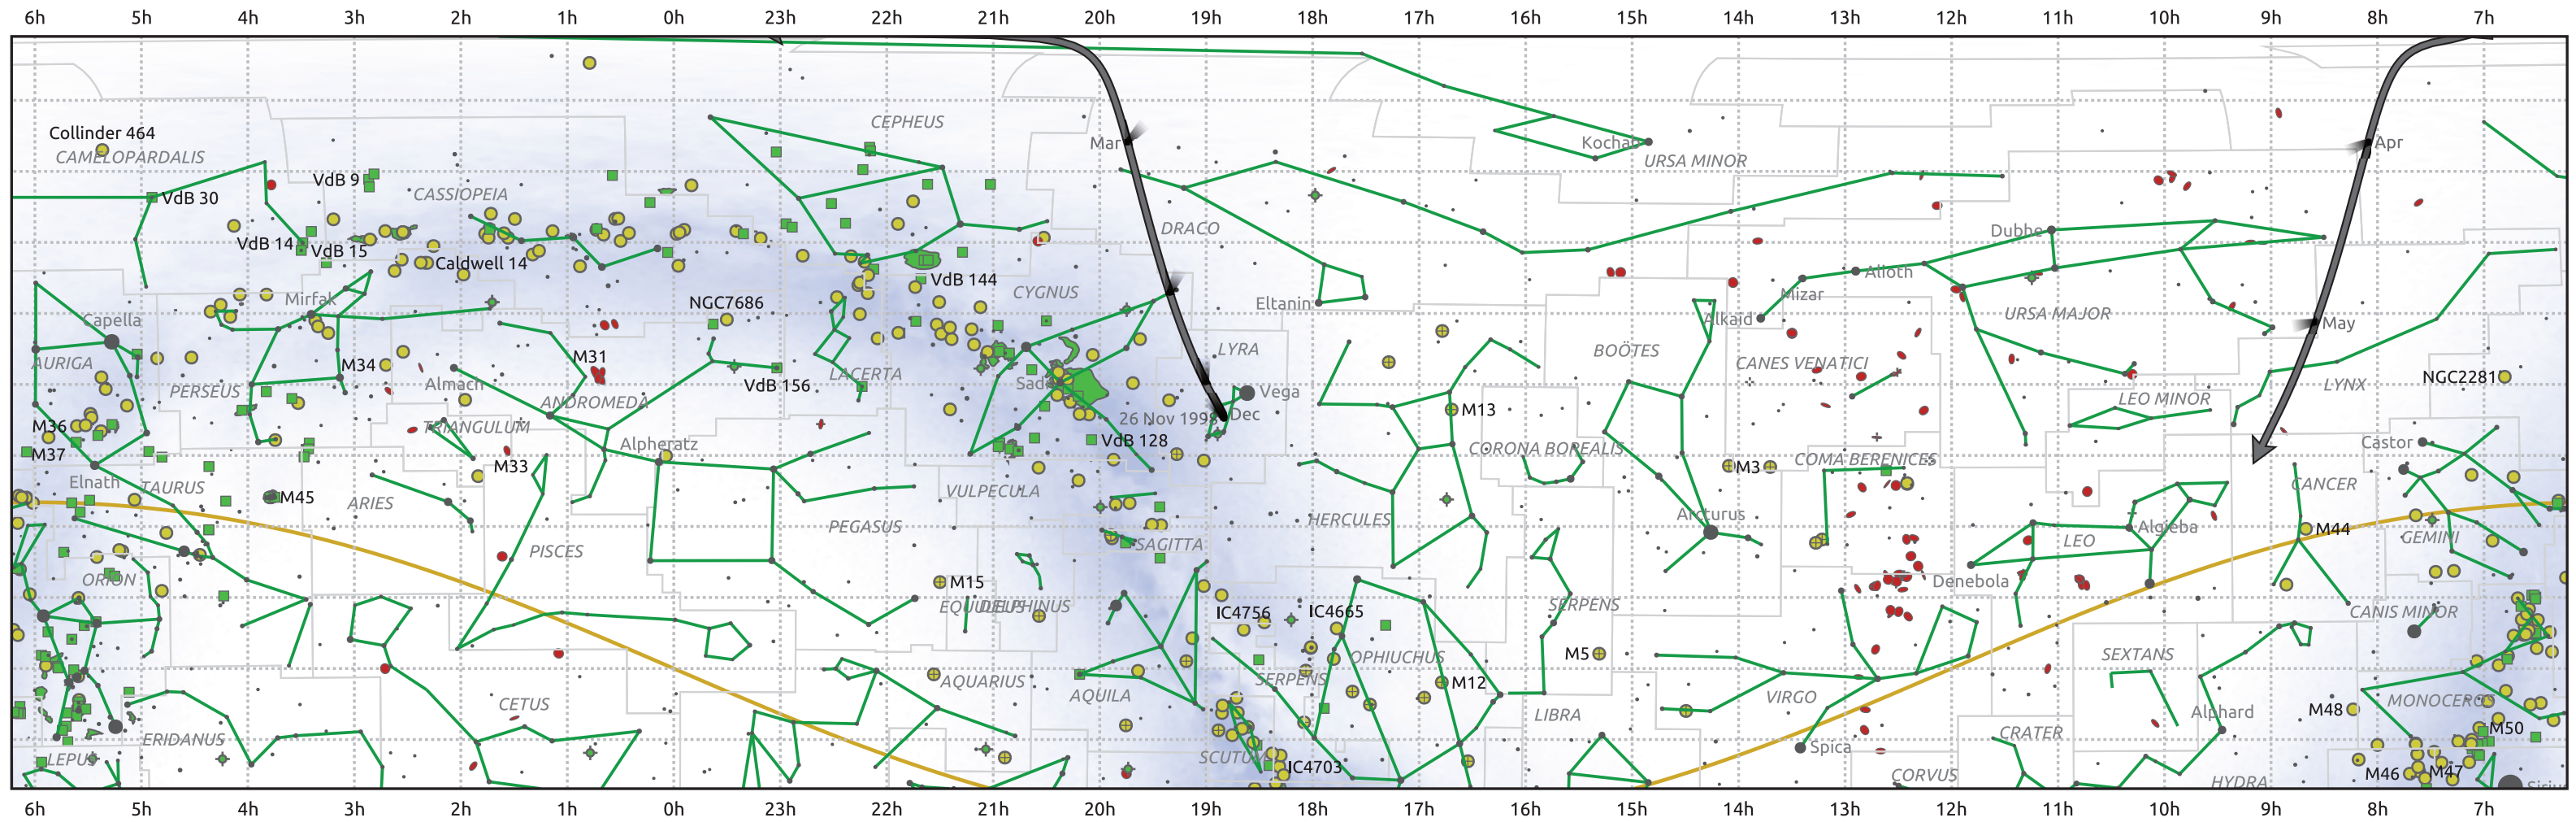 6h 5h 4h 3h 2h 1h 0h 23h 22h 21h 20h 19h 18h 17h 16h 15h 14h 13h 12h 11h 10h 9h 8h 7h
Collinder 464
CAMELOPARDALIS
CEPHEUS
Mar
Kochab
URSA MINOR
Apr
VdB 9
VdB 30
CASSIOPEIA
VdB 14
VdB 15
Caldwell 14
DRACO
Dubhe
Alioth
VdB 144
CYGNUS
Mizar
Mirfak
NGC7686
Eltanin
Alkaid
URSA MAJOR
May
Capella
AURIGA
M34
M31
LYRA
BOÖTES
CANES VENATICI
PERSEUS
Almach
VdB 156
LACERTA
Sadr
Vega
LYNX
NGC2281
ANDROMEDA
26 Nov 1998
Dec
M13
LEO MINOR
M36
TRIANGULUM
Alpheratz
VdB 128
CORONA BOREALIS
M3
COMA BERENICES
Castor
M37
M33
Elnath
TAURUS
M45
ARIES
VULPECULA
CANCER
PEGASUS
HERCULES
Arcturus
Algieba
M44
PISCES
SAGITTA
LEO
GEMINI
ORION
M15
Denebola
EQUULEUS
DELPHINUS
IC4756
IC4665
SERPENS
CANIS MINOR
M5
OPHIUCHUS
SEXTANS
AQUARIUS
AQUILA
SERPENS
M12
VIRGO
MONOCEROS
CETUS
LIBRA
M48
Alphard
ERIDANUS
Spica
CRATER
M50
LEPUS
SCUTUM
IC4703
CORVUS
HYDRA
M46
M47
Sirius
6h 5h 4h 3h 2h 1h 0h 23h 22h 21h 20h 19h 18h 17h 16h 15h 14h 13h 12h 11h 10h 9h 8h 7h